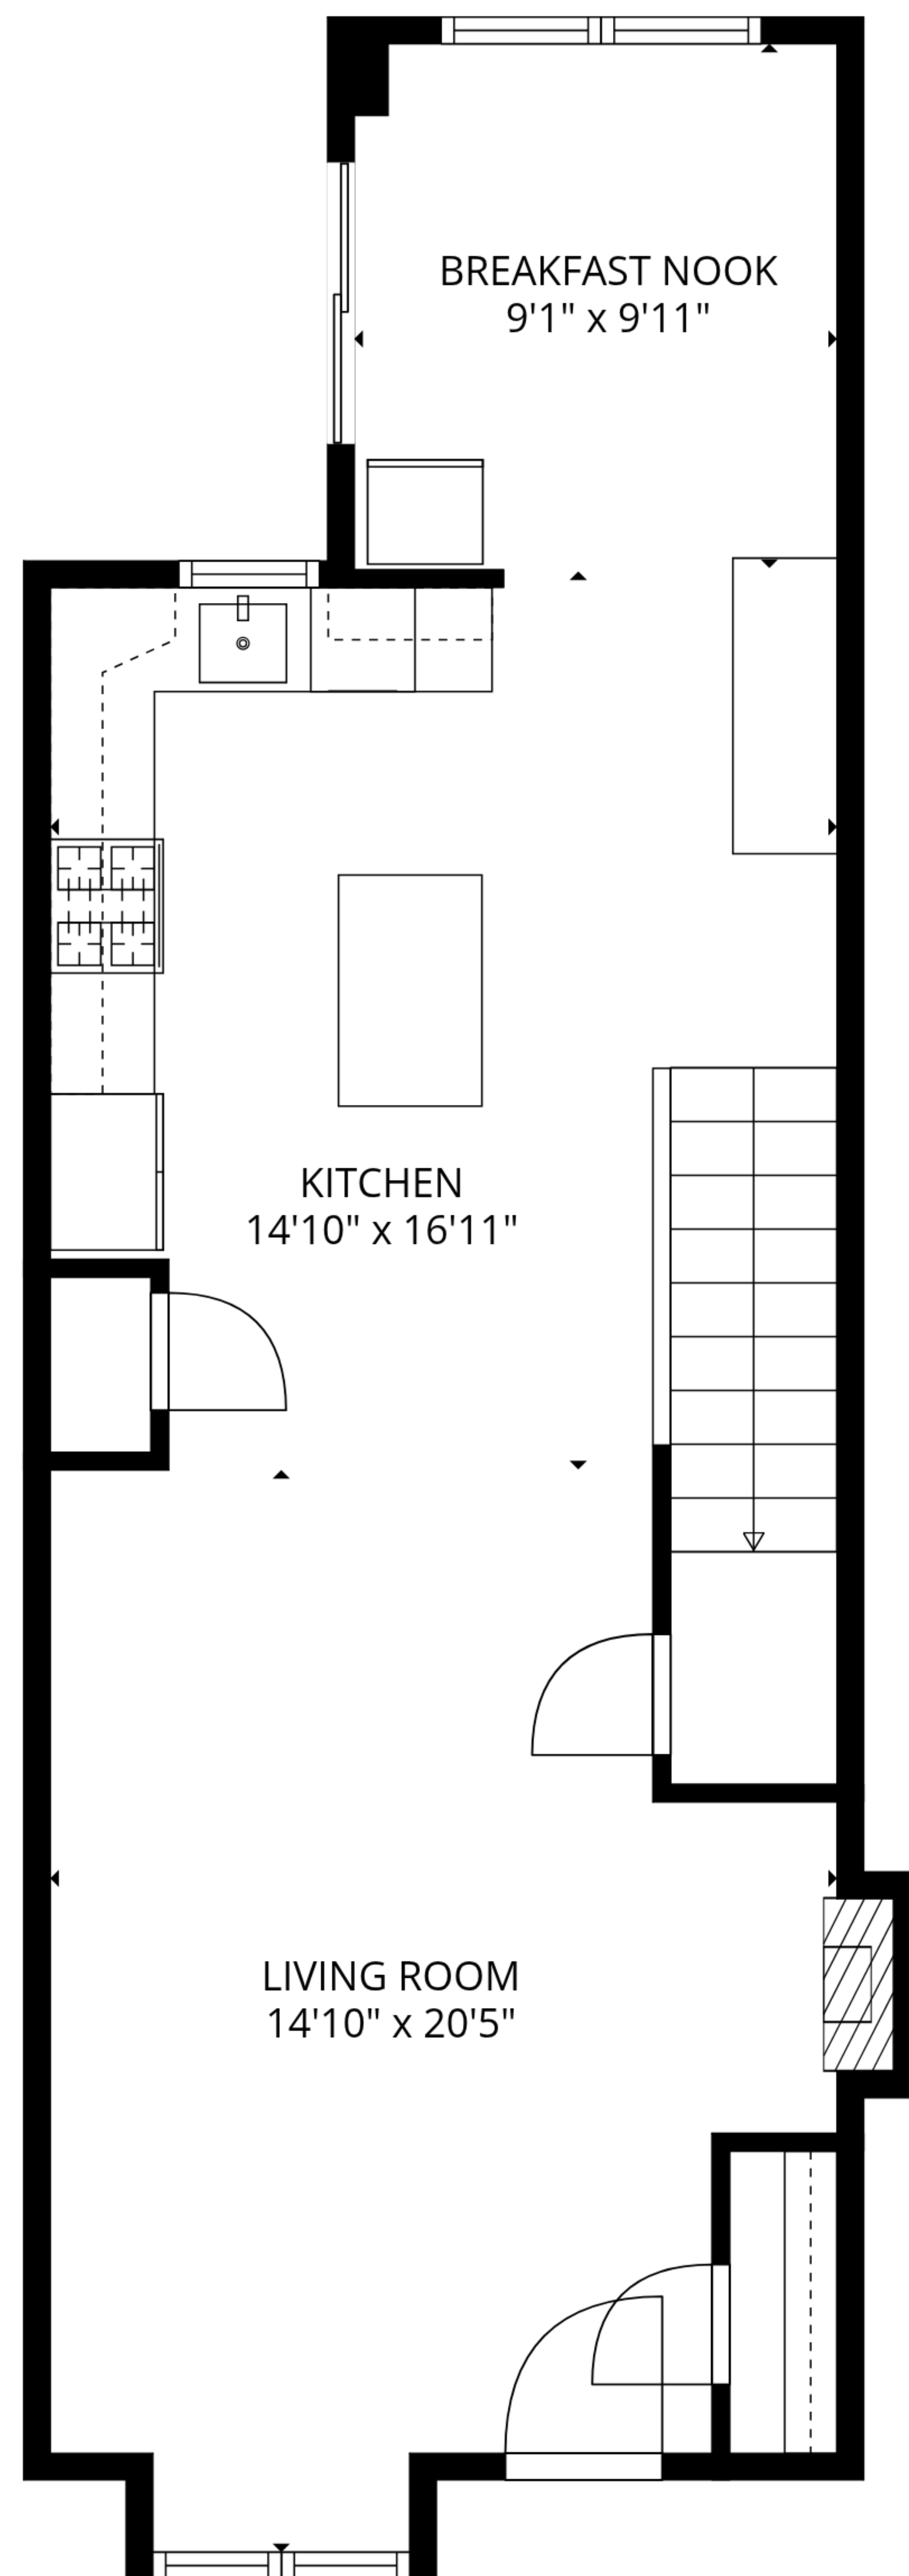 BREAKFAST NOOK
9'1" x 9'11"
KITCHEN
14'10" x 16'11"
LIVING ROOM
14'10" x 20'5"